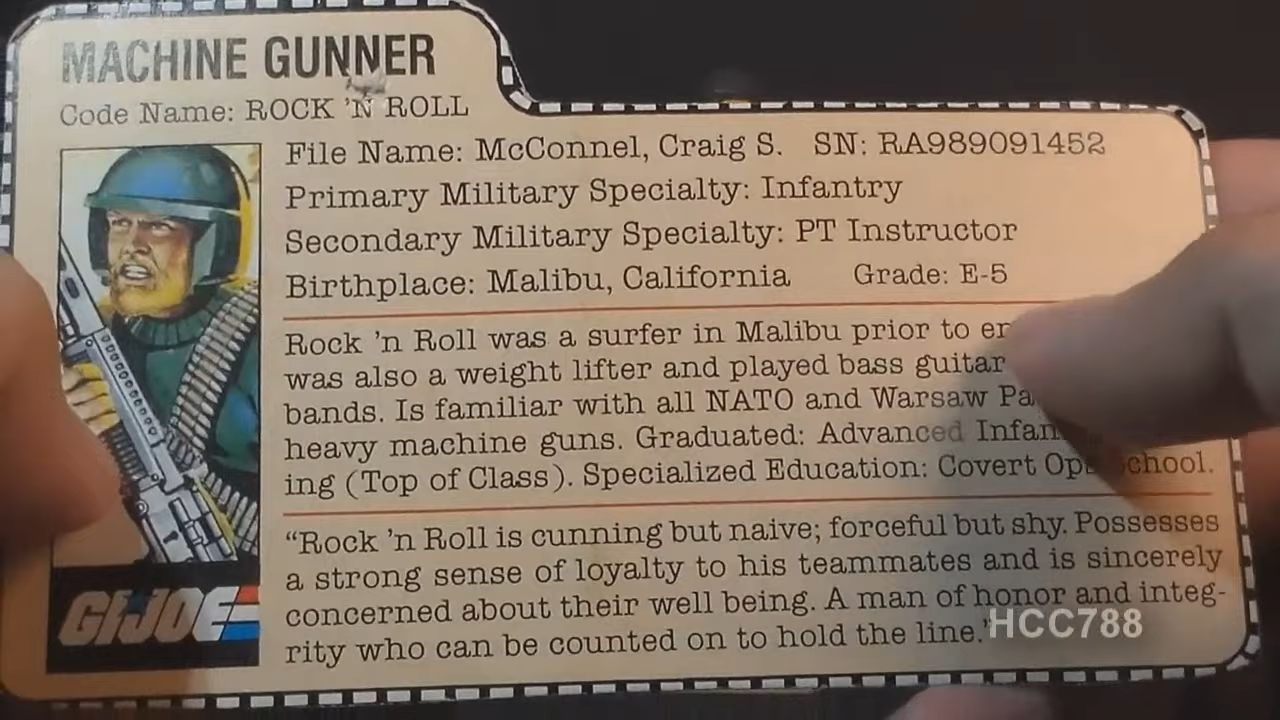 MACHINE GUNNER
Code Name: ROCK 'N ROLL
File Name: McConnel, Craig S. SN: RA989091452
Primary Military Specialty: Infantry
Secondary Military Specialty: PT Instructor
Birthplace: Malibu, California Grade: E-5
Rock 'n Roll was a surfer in Malibu prior to
was also a weight lifter and played bass guitar
bands. Is familiar with all NATO and Warsaw
heavy machine guns. Graduated: Advanced
ing (Top of Class). Specialized Education: Covert Ops School.
"Rock 'n Roll is cunning but naive; forceful but shy. Possesses
a strong sense of loyalty to his teammates and is sincerely
concerned about their well being. A man of honor and integ-
rity who can be counted on to hold the line."
GI JOE
HCC788